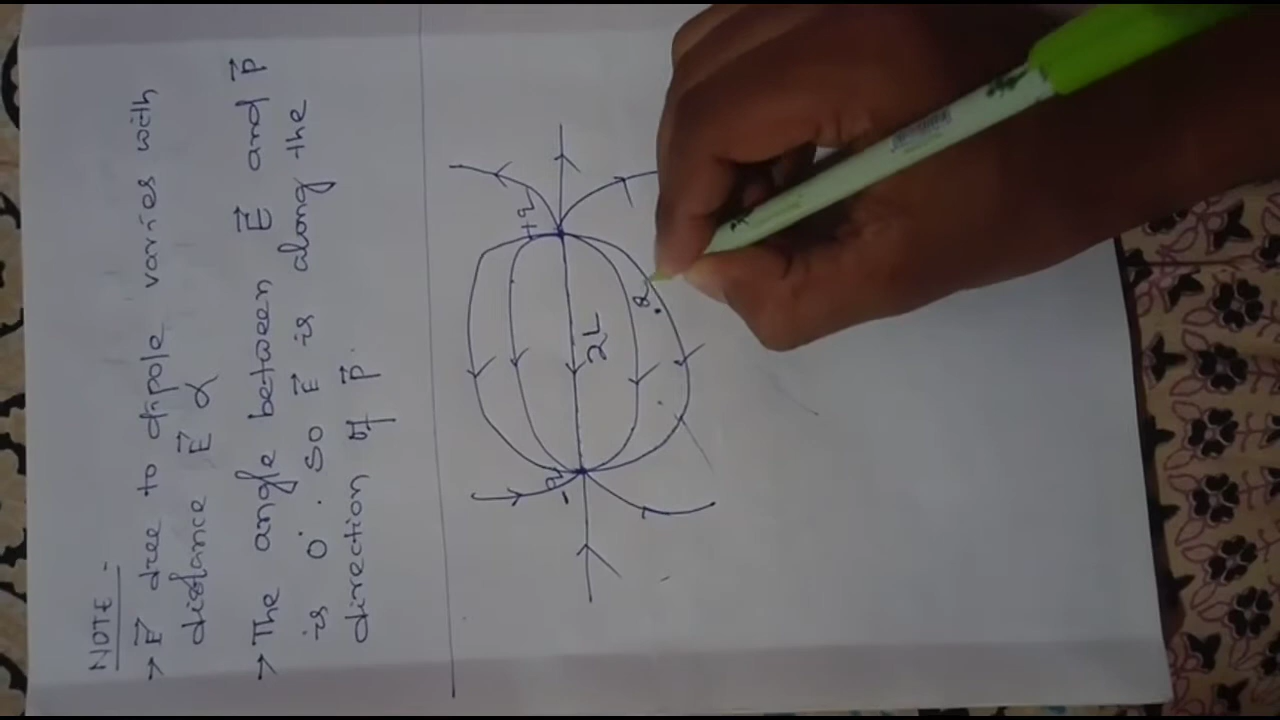 NOTE -
→ E⃗ due to dipole varies with
distance E⃗ α
→ The angle between E⃗ and P⃗
is 0°. So E⃗ is along the
direction of P⃗.
-q
+q
2L